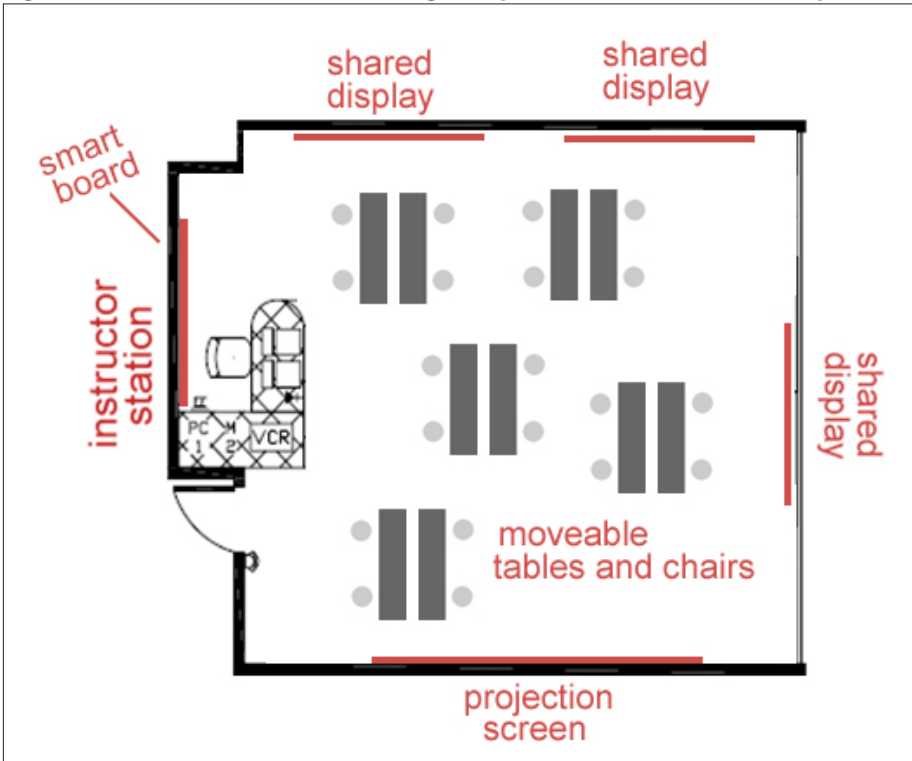 shared
display
shared
display
smart
board
instructor
station
PC
1
M
2
VCR
shared
display
moveable
tables and chairs
projection
screen